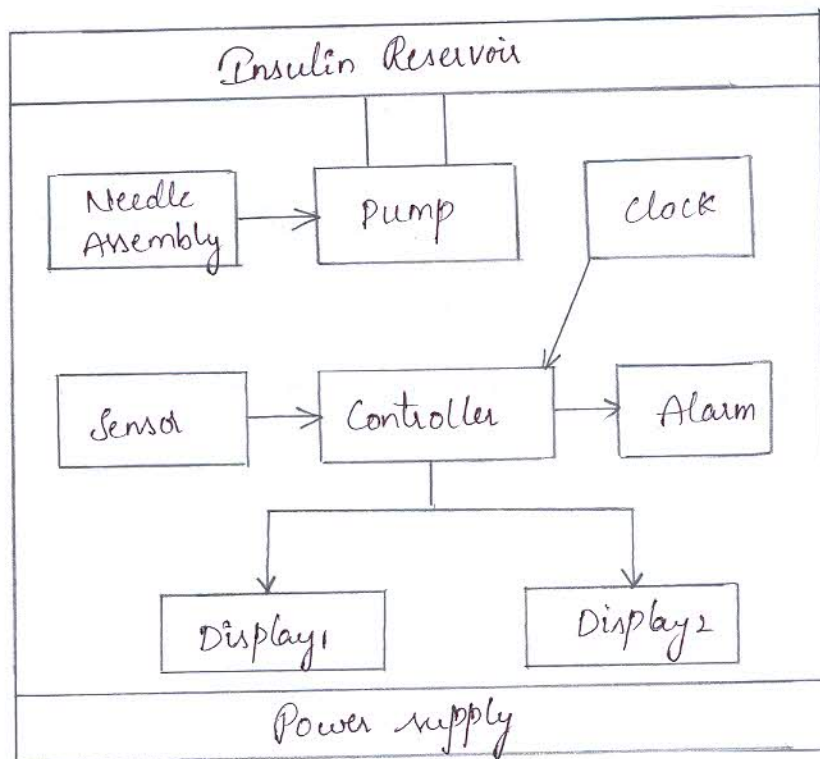 Insulin Reservoir
Needle
Assembly
Pump
Clock
Sensor
Controller
Alarm
Display1
Display2
Power supply